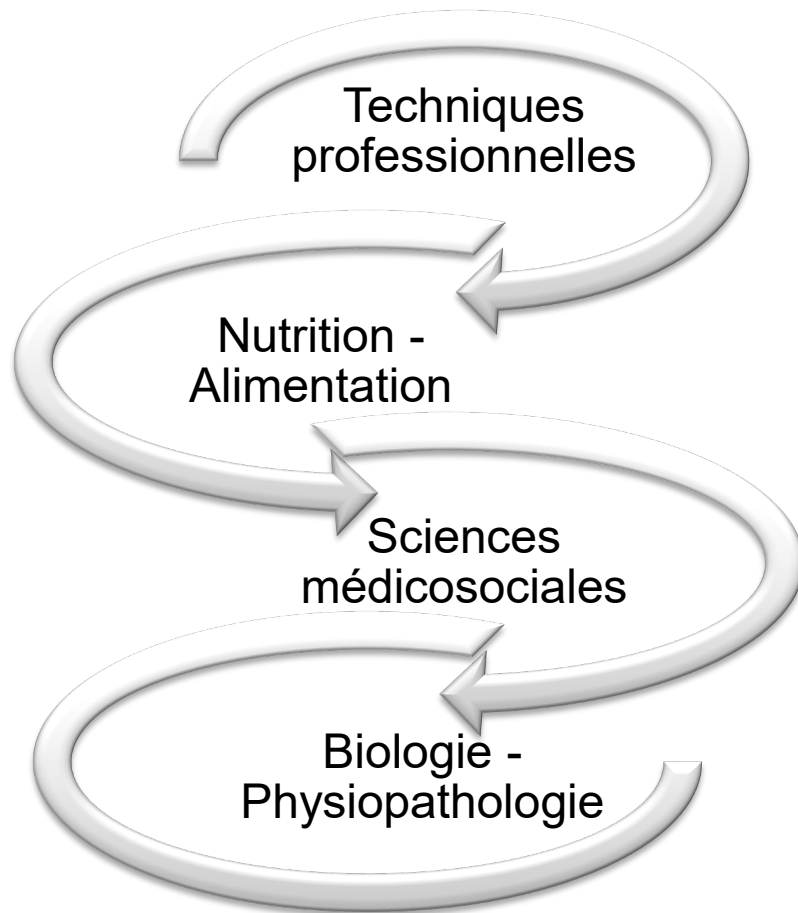 Techniques
professionnelles
Nutrition -
Alimentation
Sciences
médicosociales
Biologie -
Physiopathologie